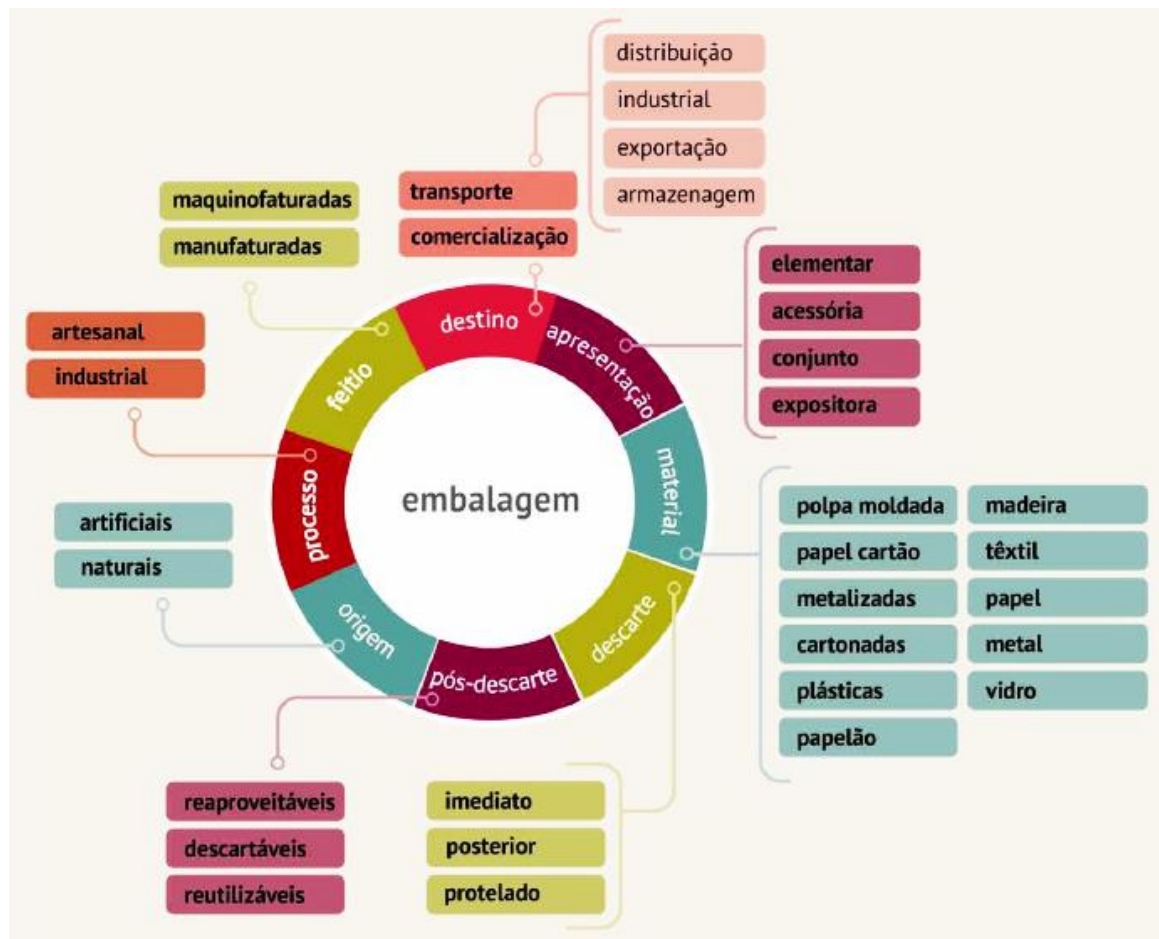 distribuição
industrial
exportação
armazenagem
transporte
comercialização
maquinofaturadas
manufaturadas
artesanal
industrial
artificiais
naturais
elementar
acessória
conjunto
expositora
destino
apresentação
material
descarte
pós-descarte
origem
processo
feitio
embalagem
polpa moldada
papel cartão
metalizadas
cartonadas
plásticas
papelão
madeira
têxtil
papel
metal
vidro
reaproveitáveis
descartáveis
reutilizáveis
imediato
posterior
protelado